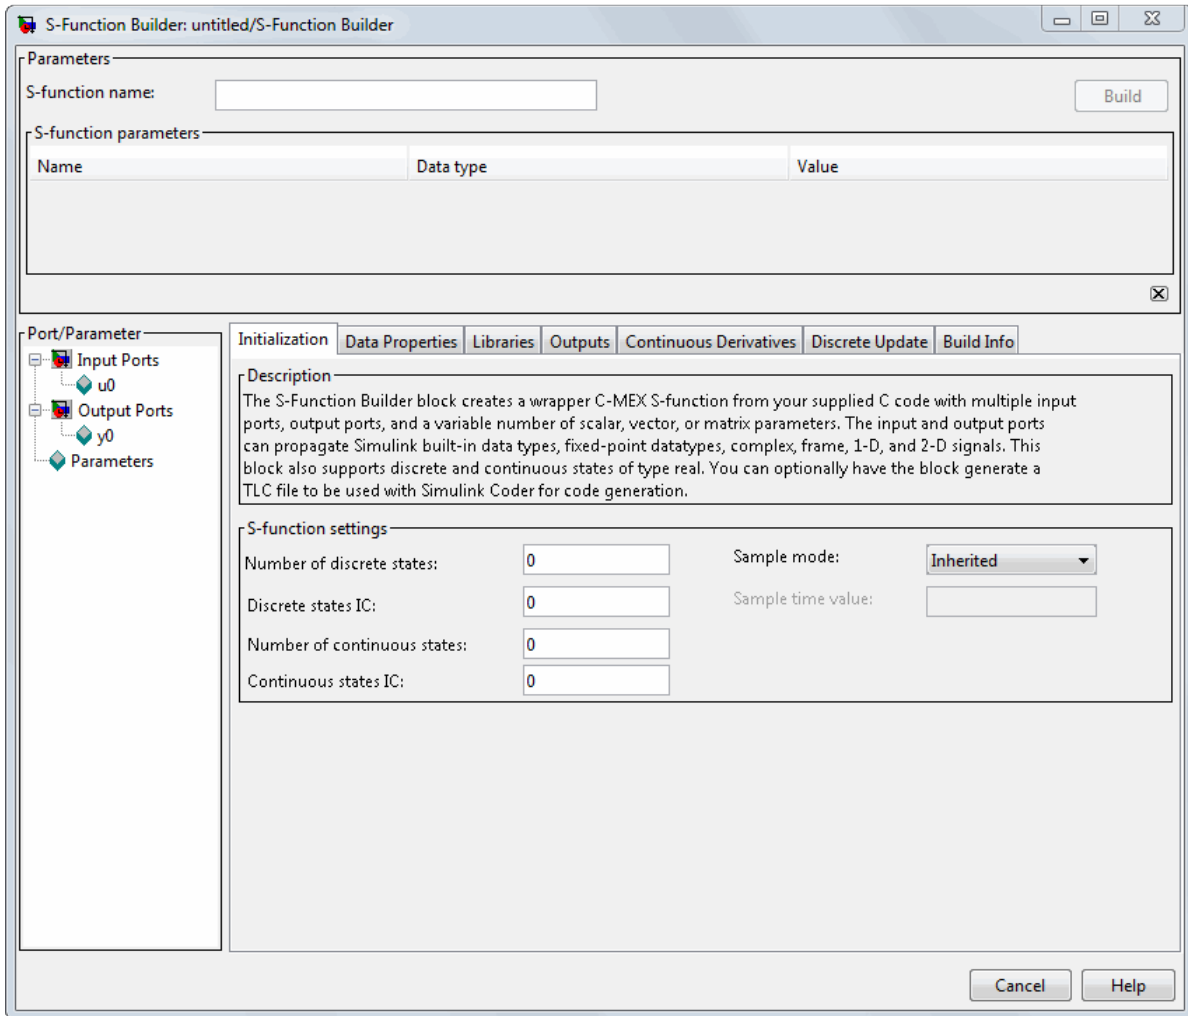 S-Function Builder: untitled/S-Function Builder
Parameters
S-function name:
Build
S-function parameters
Name Data type Value
Port/Parameter
Input Ports
u0
Output Ports
y0
Parameters
Initialization Data Properties Libraries Outputs Continuous Derivatives Discrete Update Build Info
Description
The S-Function Builder block creates a wrapper C-MEX S-function from your supplied C code with multiple input
ports, output ports, and a variable number of scalar, vector, or matrix parameters. The input and output ports
can propagate Simulink built-in data types, fixed-point datatypes, complex, frame, 1-D, and 2-D signals. This
block also supports discrete and continuous states of type real. You can optionally have the block generate a
TLC file to be used with Simulink Coder for code generation.
S-function settings
Number of discrete states: 0 Sample mode: Inherited
Discrete states IC: 0 Sample time value:
Number of continuous states: 0
Continuous states IC: 0
Cancel Help